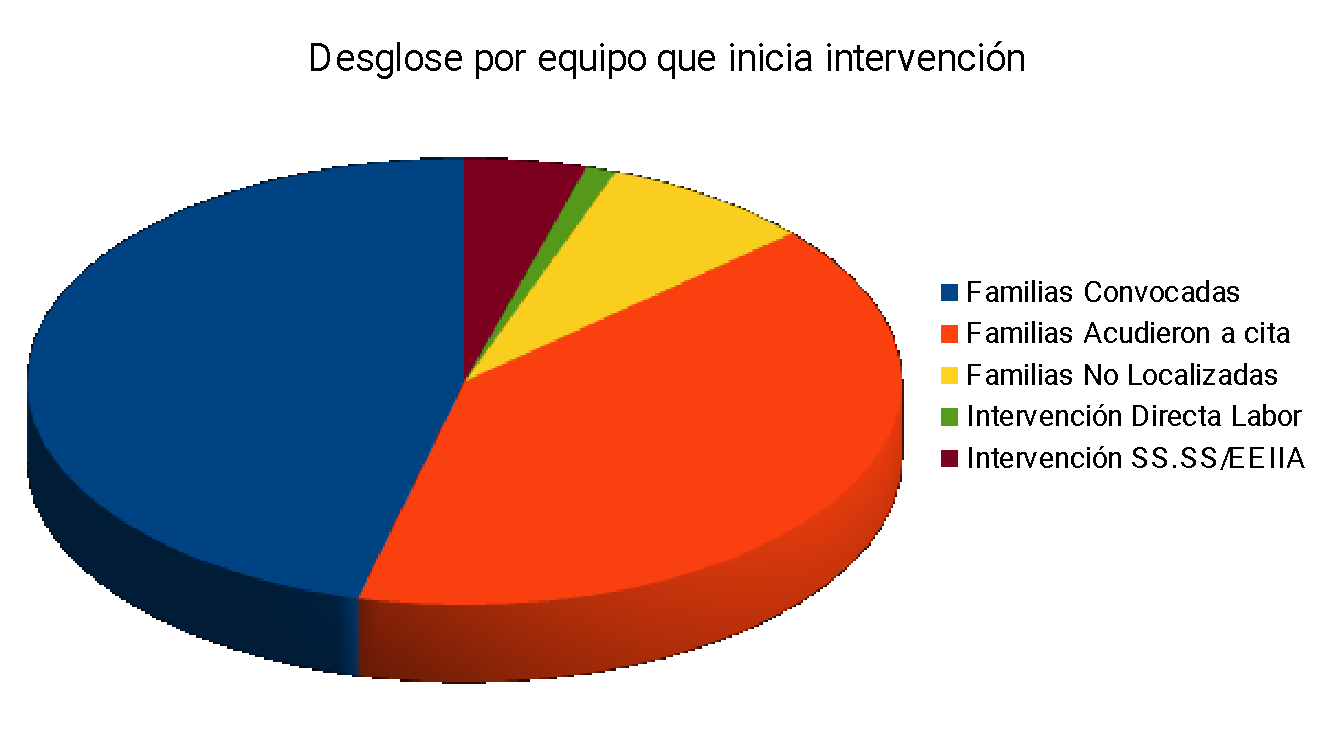 Desglose por equipo que inicia intervención
Familias Convocadas
Familias Acudieron a cita
Familias No Localizadas
Intervención Directa Labor
Intervención SS.SS/EEIIA